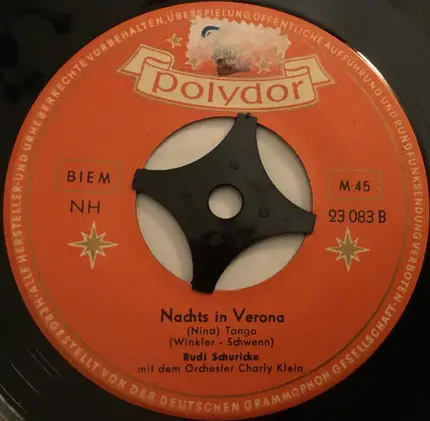 ALLE HERSTELLER- UND URHEBERRECHTE VORBEHALTEN, ÜBERSPIELUNG, ÖFFENTLICHE AUFFÜHRUNG UND RUNDFUNKSENDUNG VERBOTEN
polydor
BIEM
NH
M 45
23 083 B
Nachts in Verona
(Nina) Tango
(Winkler - Schwenn)
Rudi Schuricke
mit dem Orchester Charly Klein
HERGESTELLT VON DER DEUTSCHEN GRAMMOPHON GESELLSCHAFT